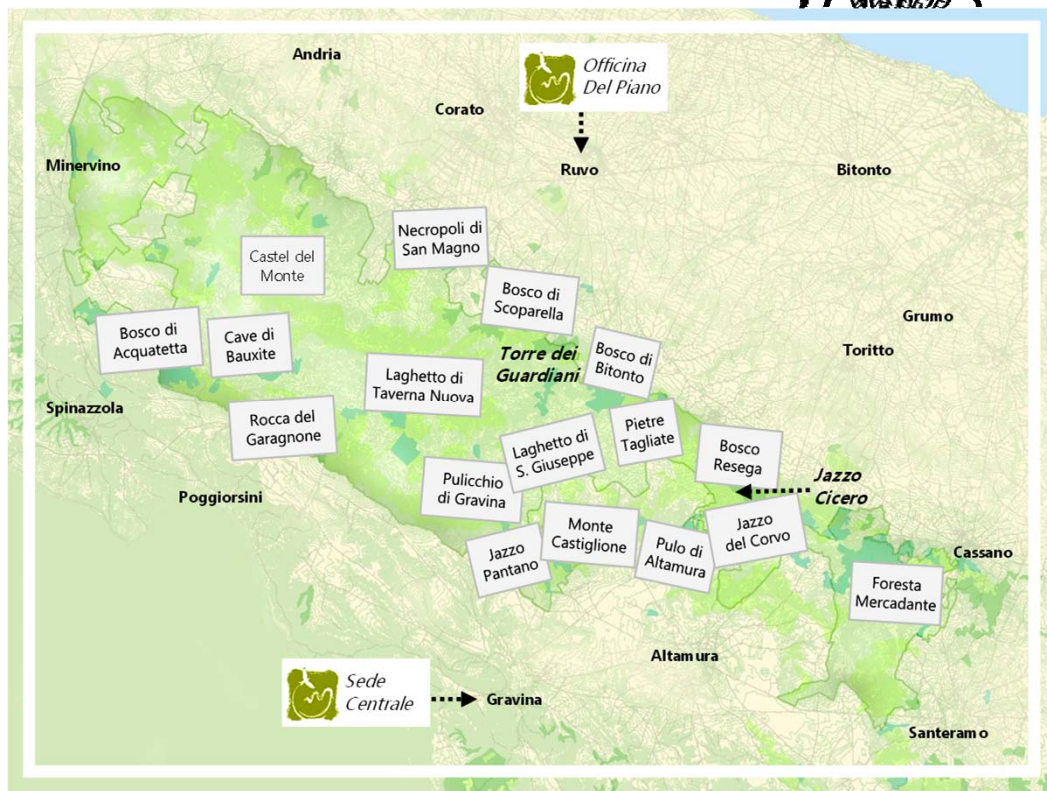 Andria
Officina
Del Piano
Corato
Minervino
Ruvo
Bitonto
Necropoli di
San Magno
Castel del
Monte
Bosco di
Scoparella
Grumo
Bosco di
Acquatetta
Cave di
Bauxite
Torre dei
Guardiani
Bosco di
Bitonto
Toritto
Laghetto di
Taverna Nuova
Spinazzola
Rocca del
Garagnone
Laghetto di
S. Giuseppe
Pietre
Tagliate
Bosco
Resega
Pulicchio
di Gravina
Jazzo
Cicero
Poggiorsini
Jazzo
Pantano
Monte
Castiglione
Pulo di
Altamura
Jazzo
del Corvo
Cassano
Foresta
Mercadante
Altamura
Sede
Centrale
Gravina
Santeramo